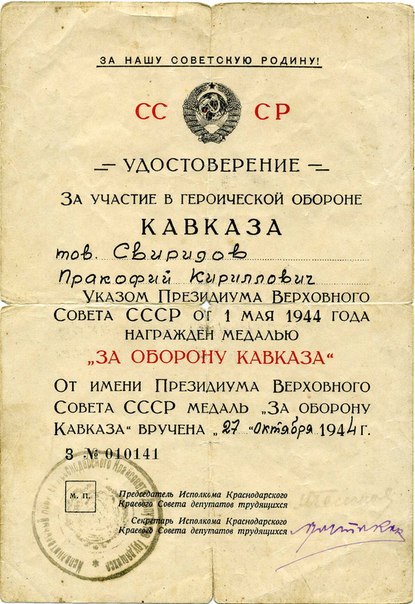 ЗА НАШУ СОВЕТСКУЮ РОДИНУ!
СС СР
— УДОСТОВЕРЕНИЕ —
ЗА УЧАСТИЕ В ГЕРОИЧЕСКОЙ ОБОРОНЕ
КАВКАЗА
тов. Свиридов
Пракофий Кириллович
УКАЗОМ ПРЕЗИДИУМА ВЕРХОВНОГО
СОВЕТА СССР ОТ 1 МАЯ 1944 ГОДА
НАГРАЖДЕН МЕДАЛЬЮ
„ЗА ОБОРОНУ КАВКАЗА“
ОТ ИМЕНИ ПРЕЗИДИУМА ВЕРХОВНОГО
СОВЕТА СССР МЕДАЛЬ „ЗА ОБОРОНУ
КАВКАЗА“ ВРУЧЕНА „27“ октября 1944 г.
З № 010141
М. П.
Председатель Исполкома Краснодарского
Краевого Совета депутатов трудящихся
Секретарь Исполкома Краснодарского
Краевого Совета депутатов трудящихся